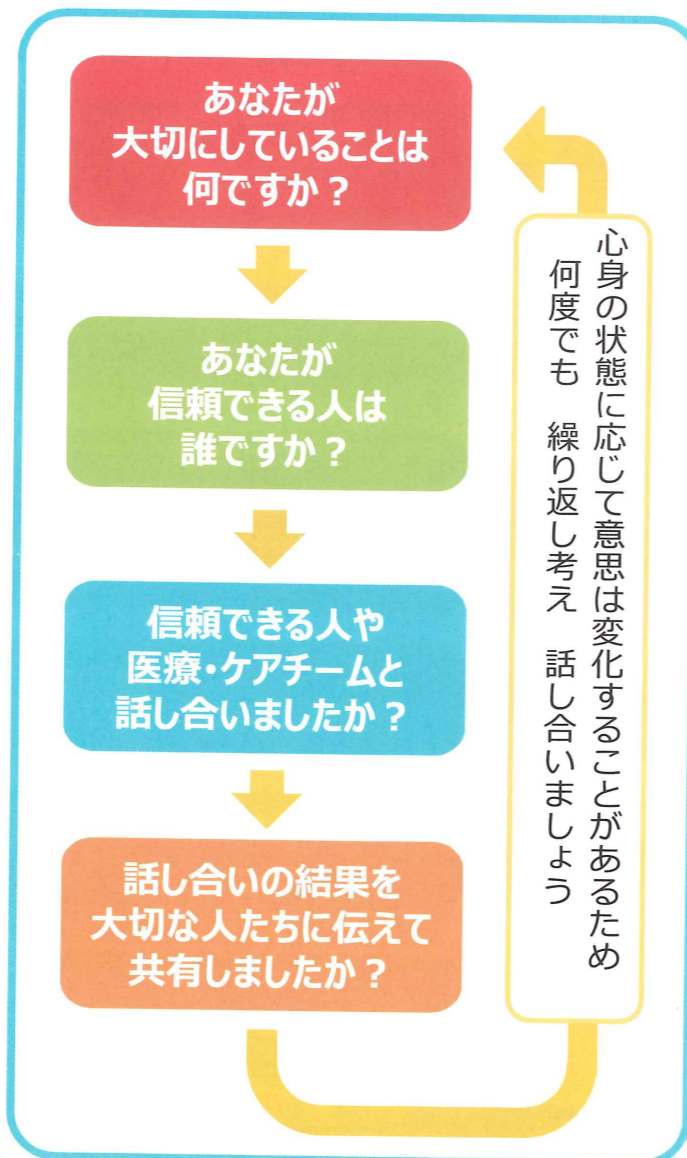 あなたが
大切にしていることは
何ですか？
あなたが
信頼できる人は
誰ですか？
信頼できる人や
医療・ケアチームと
話し合いましたか？
話し合いの結果を
大切な人たちに伝えて
共有しましたか？
心身の状態に応じて意思は変化することがあるため
何度でも　繰り返し考え　話し合いましょう